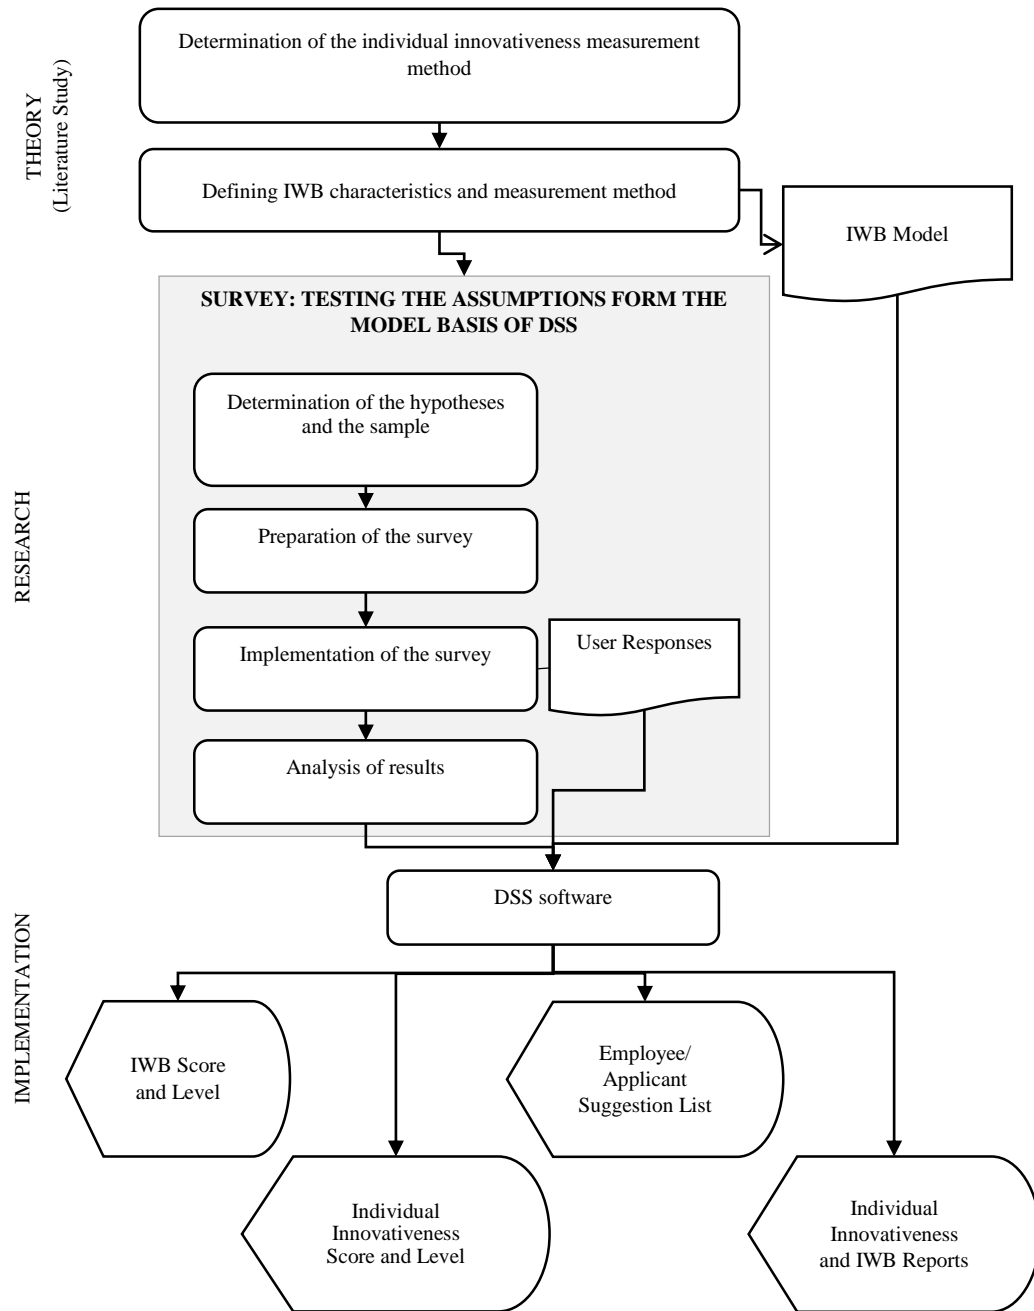 Determination of the individual innovativeness measurement
method
THEORY
(Literature Study)
Defining IWB characteristics and measurement method
IWB Model
SURVEY: TESTING THE ASSUMPTIONS FORM THE
MODEL BASIS OF DSS
Determination of the hypotheses
and the sample
RESEARCH
Preparation of the survey
Implementation of the survey
User Responses
Analysis of results
DSS software
IMPLEMENTATION
IWB Score
and Level
Employee/
Applicant
Suggestion List
Individual
Innovativeness
Score and Level
Individual
Innovativeness
and IWB Reports